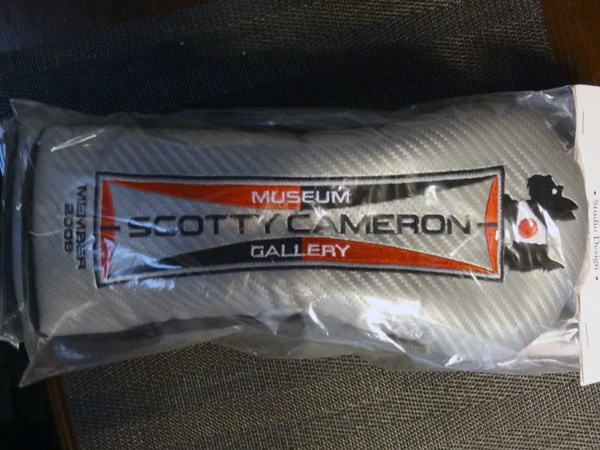 MUSEUM
SCOTTY CAMERON
GALLERY
MEMBER
2009
• Studio Design •